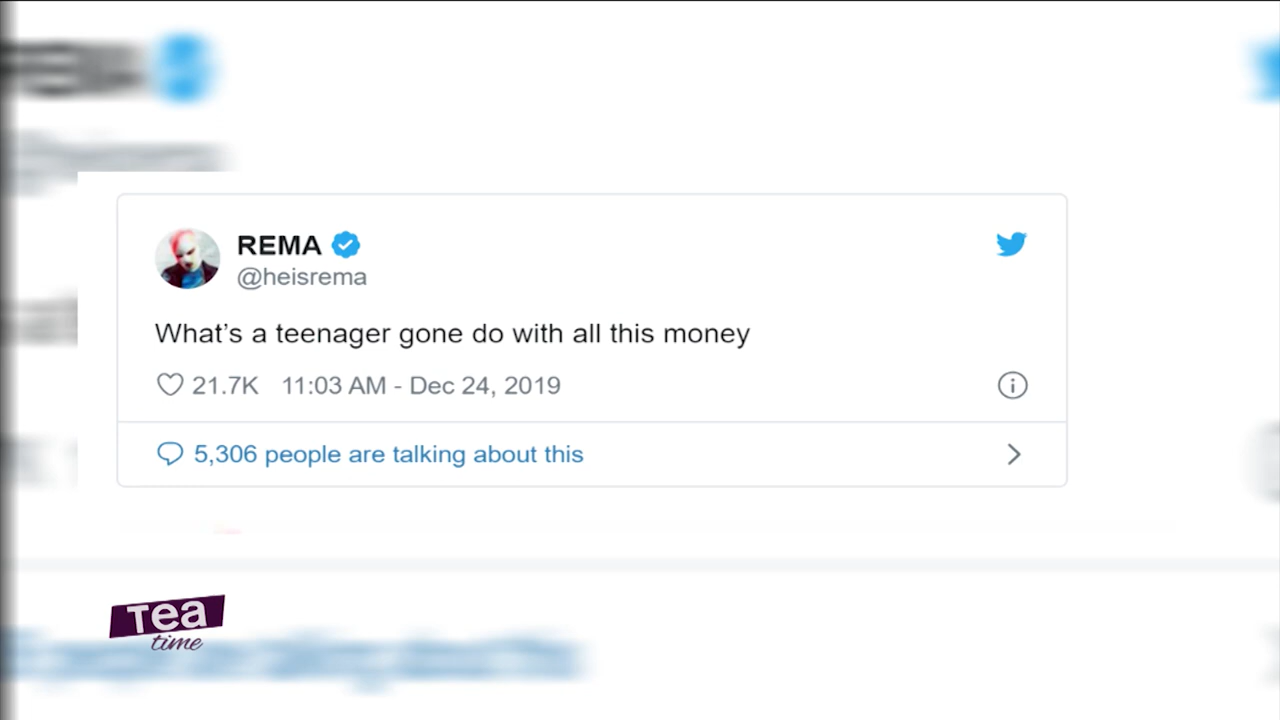 REMA
@heisrema
What's a teenager gone do with all this money
21.7K 11:03 AM - Dec 24, 2019
5,306 people are talking about this
Tea
time